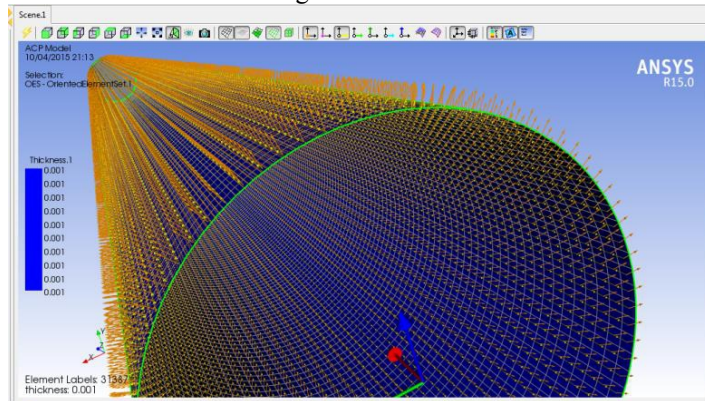 Scene.1
ACP Model
10/04/2015 21:13
Selection:
OES - OrientedElementSet.1
ANSYS
R15.0
Thickness.1
0.001
0.001
0.001
0.001
0.001
0.001
0.001
0.001
0.001
0.001
Y
X
Element Labels: 31387
thickness: 0.001